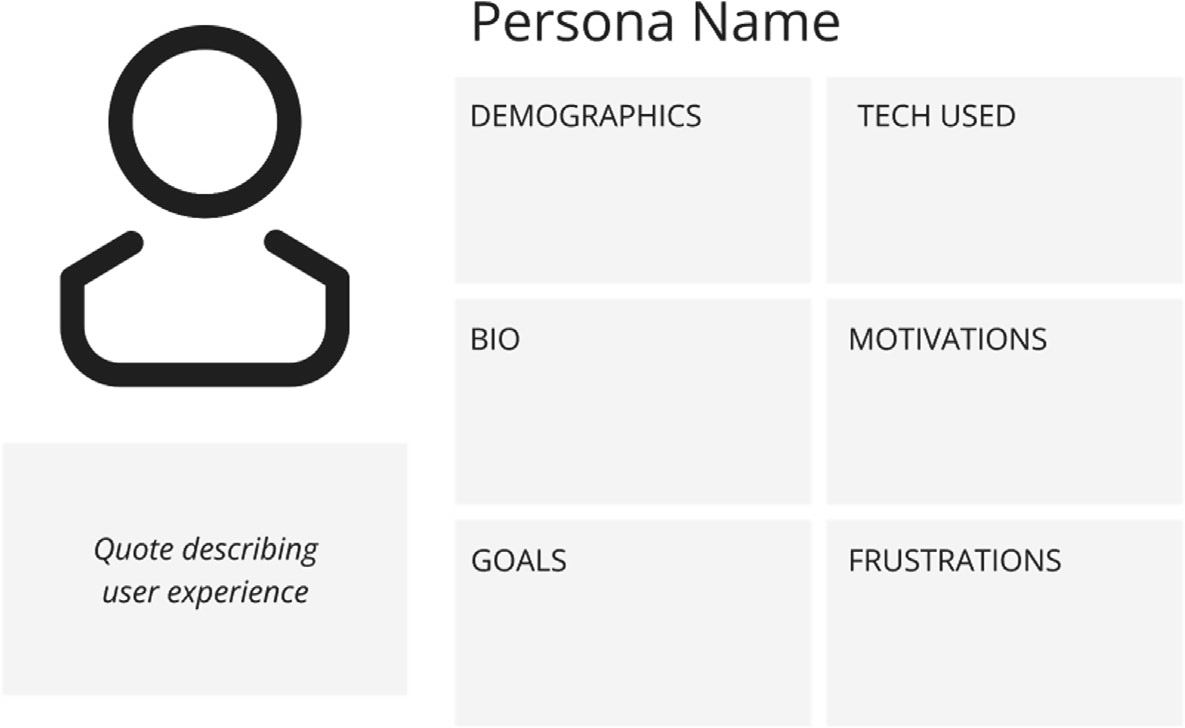 Persona Name
DEMOGRAPHICS
TECH USED
BIO
MOTIVATIONS
GOALS
FRUSTRATIONS
Quote describing
user experience